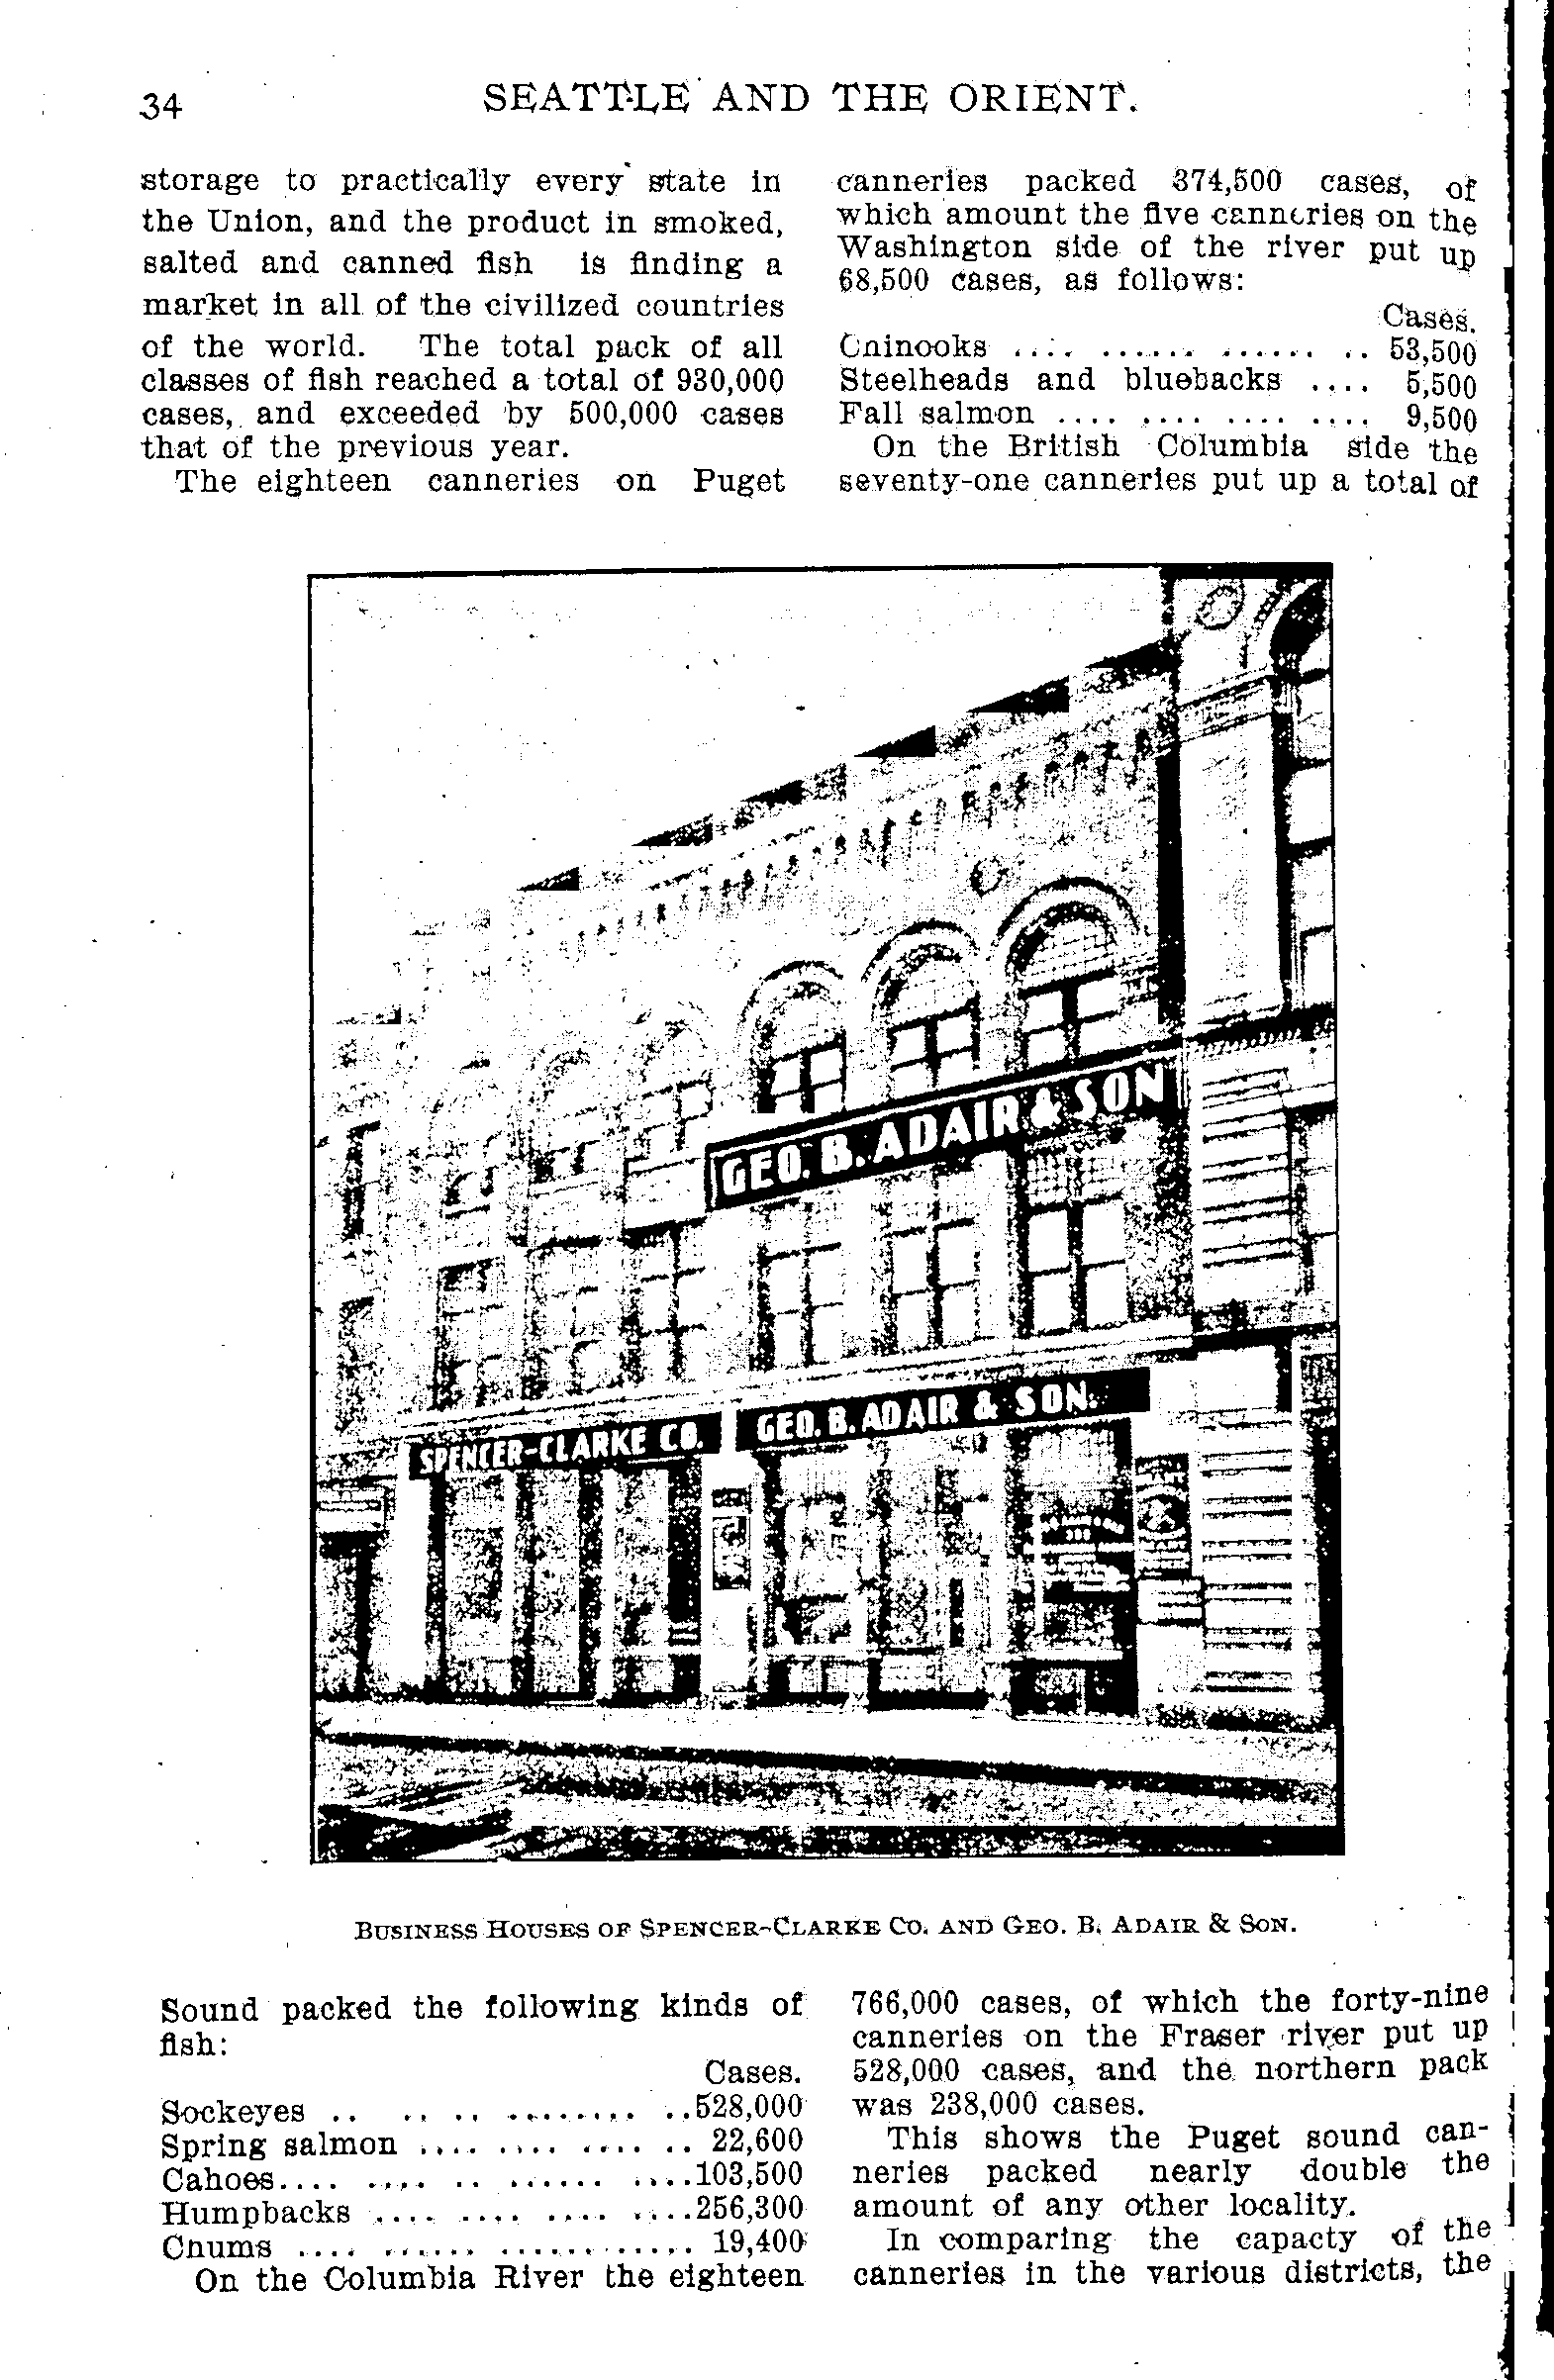 34
SEATTLE AND THE ORIENT.
storage to practically every state in
the Union, and the product in smoked,
salted and canned fish is finding a
market in all of the civilized countries
of the world. The total pack of all
classes of fish reached a total of 930,000
cases, and exceeded by 500,000 cases
that of the previous year.
The eighteen canneries on Puget
canneries packed 374,500 cases, of
which amount the five canneries on the
Washington side of the river put up
68,500 cases, as follows:
Cases.
Chinooks .... ...... ...... .. 53,500
Steelheads and bluebacks .... 5,500
Fall salmon .... .... .... .... 9,500
On the British Columbia side the
seventy-one canneries put up a total of
GEO. B. ADAIR & SON
SPENCER-CLARKE CO.
GEO. B. ADAIR & SON.
BUSINESS HOUSES OF SPENCER-CLARKE CO. AND GEO. B. ADAIR & SON.
Sound packed the following kinds of
fish:
Cases.
Sockeyes .. .. .. ........ ..528,000
Spring salmon .... .... .... .. 22,600
Cahoes.... .... .. ...... ....103,500
Humpbacks .... .... .... ....256,300
Chums .... ...... ............ 19,400
On the Columbia River the eighteen
766,000 cases, of which the forty-nine
canneries on the Fraser river put up
528,000 cases, and the northern pack
was 238,000 cases.
This shows the Puget sound can-
neries packed nearly double the
amount of any other locality.
In comparing the capacty of the
canneries in the various districts, the